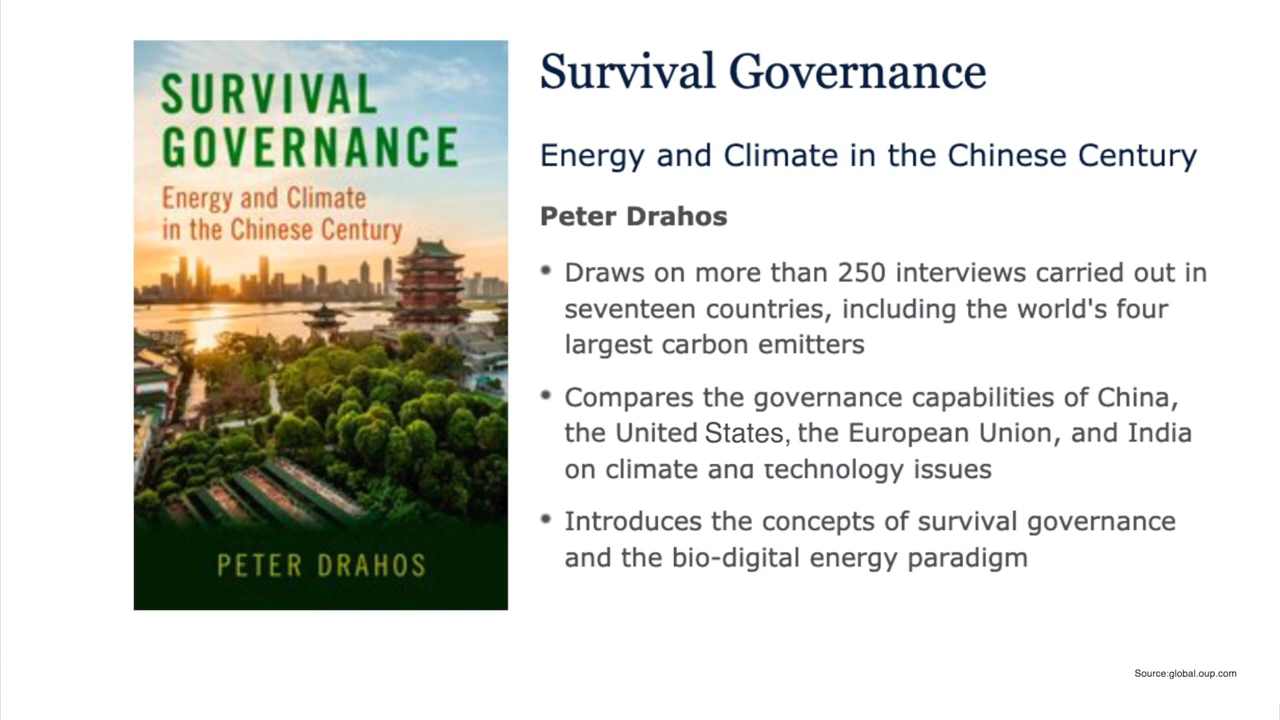 SURVIVAL
GOVERNANCE
Energy and Climate
in the Chinese Century
PETER DRAHOS
Survival Governance
Energy and Climate in the Chinese Century
Peter Drahos
• Draws on more than 250 interviews carried out in
seventeen countries, including the world's four
largest carbon emitters
• Compares the governance capabilities of China,
the United States, the European Union, and India
on climate and technology issues
• Introduces the concepts of survival governance
and the bio-digital energy paradigm
Source:global.oup.com